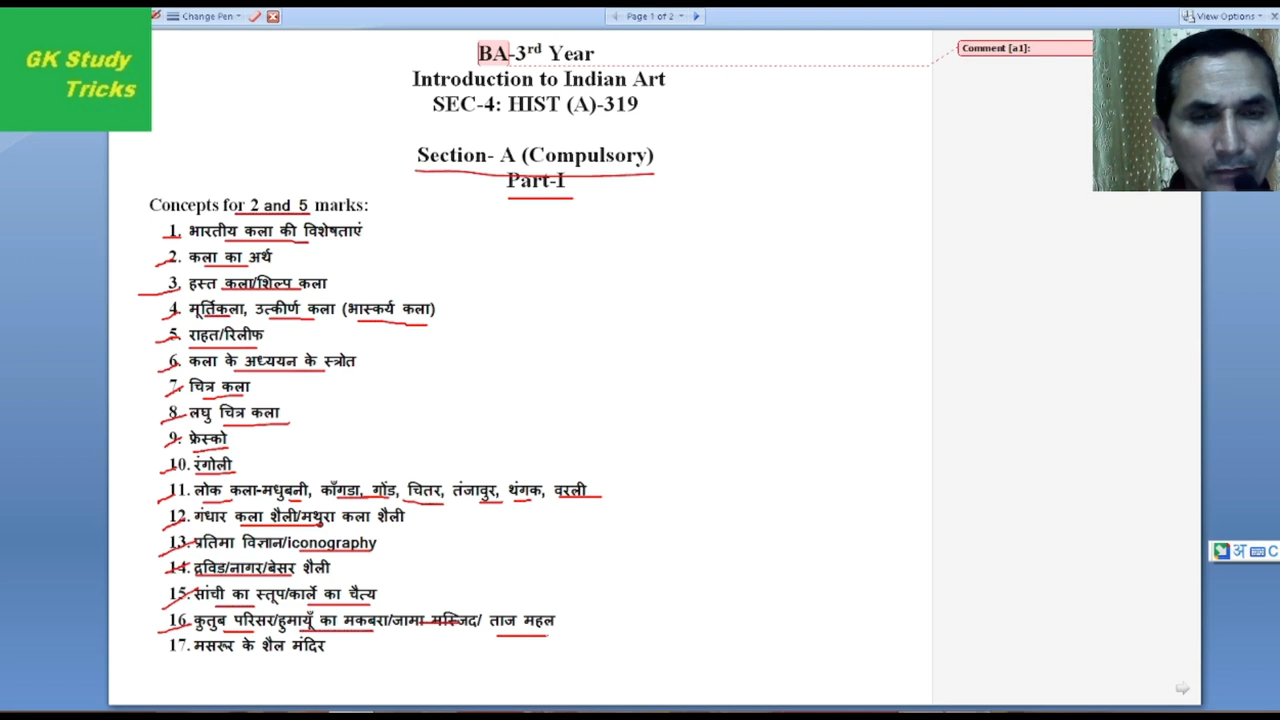 Change Pen
Page 1 of 2
View Options
GK Study
Tricks
BA-3rd Year
Comment [a1]:
Introduction to Indian Art
SEC-4: HIST (A)-319
Section- A (Compulsory)
Part-I
Concepts for 2 and 5 marks:
1. भारतीय कला की विशेषताएं
2. कला का अर्थ
3. हस्त कला/शिल्प कला
4. मूर्तिकला, उत्कीर्ण कला (भास्कर्य कला)
5. राहत/रिलीफ
6. कला के अध्ययन के स्त्रोत
7. चित्र कला
8. लघु चित्र कला
9. फ्रेस्को
10. रंगोली
11. लोक कला-मधुबनी, काँगडा, गोंड, चितर, तंजावुर, थंगक, वरली
12. गंधार कला शैली/मथुरा कला शैली
13. प्रतिमा विज्ञान/iconography
14. द्रविड/नागर/बेसर शैली
15. सांची का स्तूप/कार्ले का चैत्य
16. कुतुब परिसर/हुमायूँ का मकबरा/जामा मस्जिद/ ताज महल
17. मसरूर के शैल मंदिर
अ
C